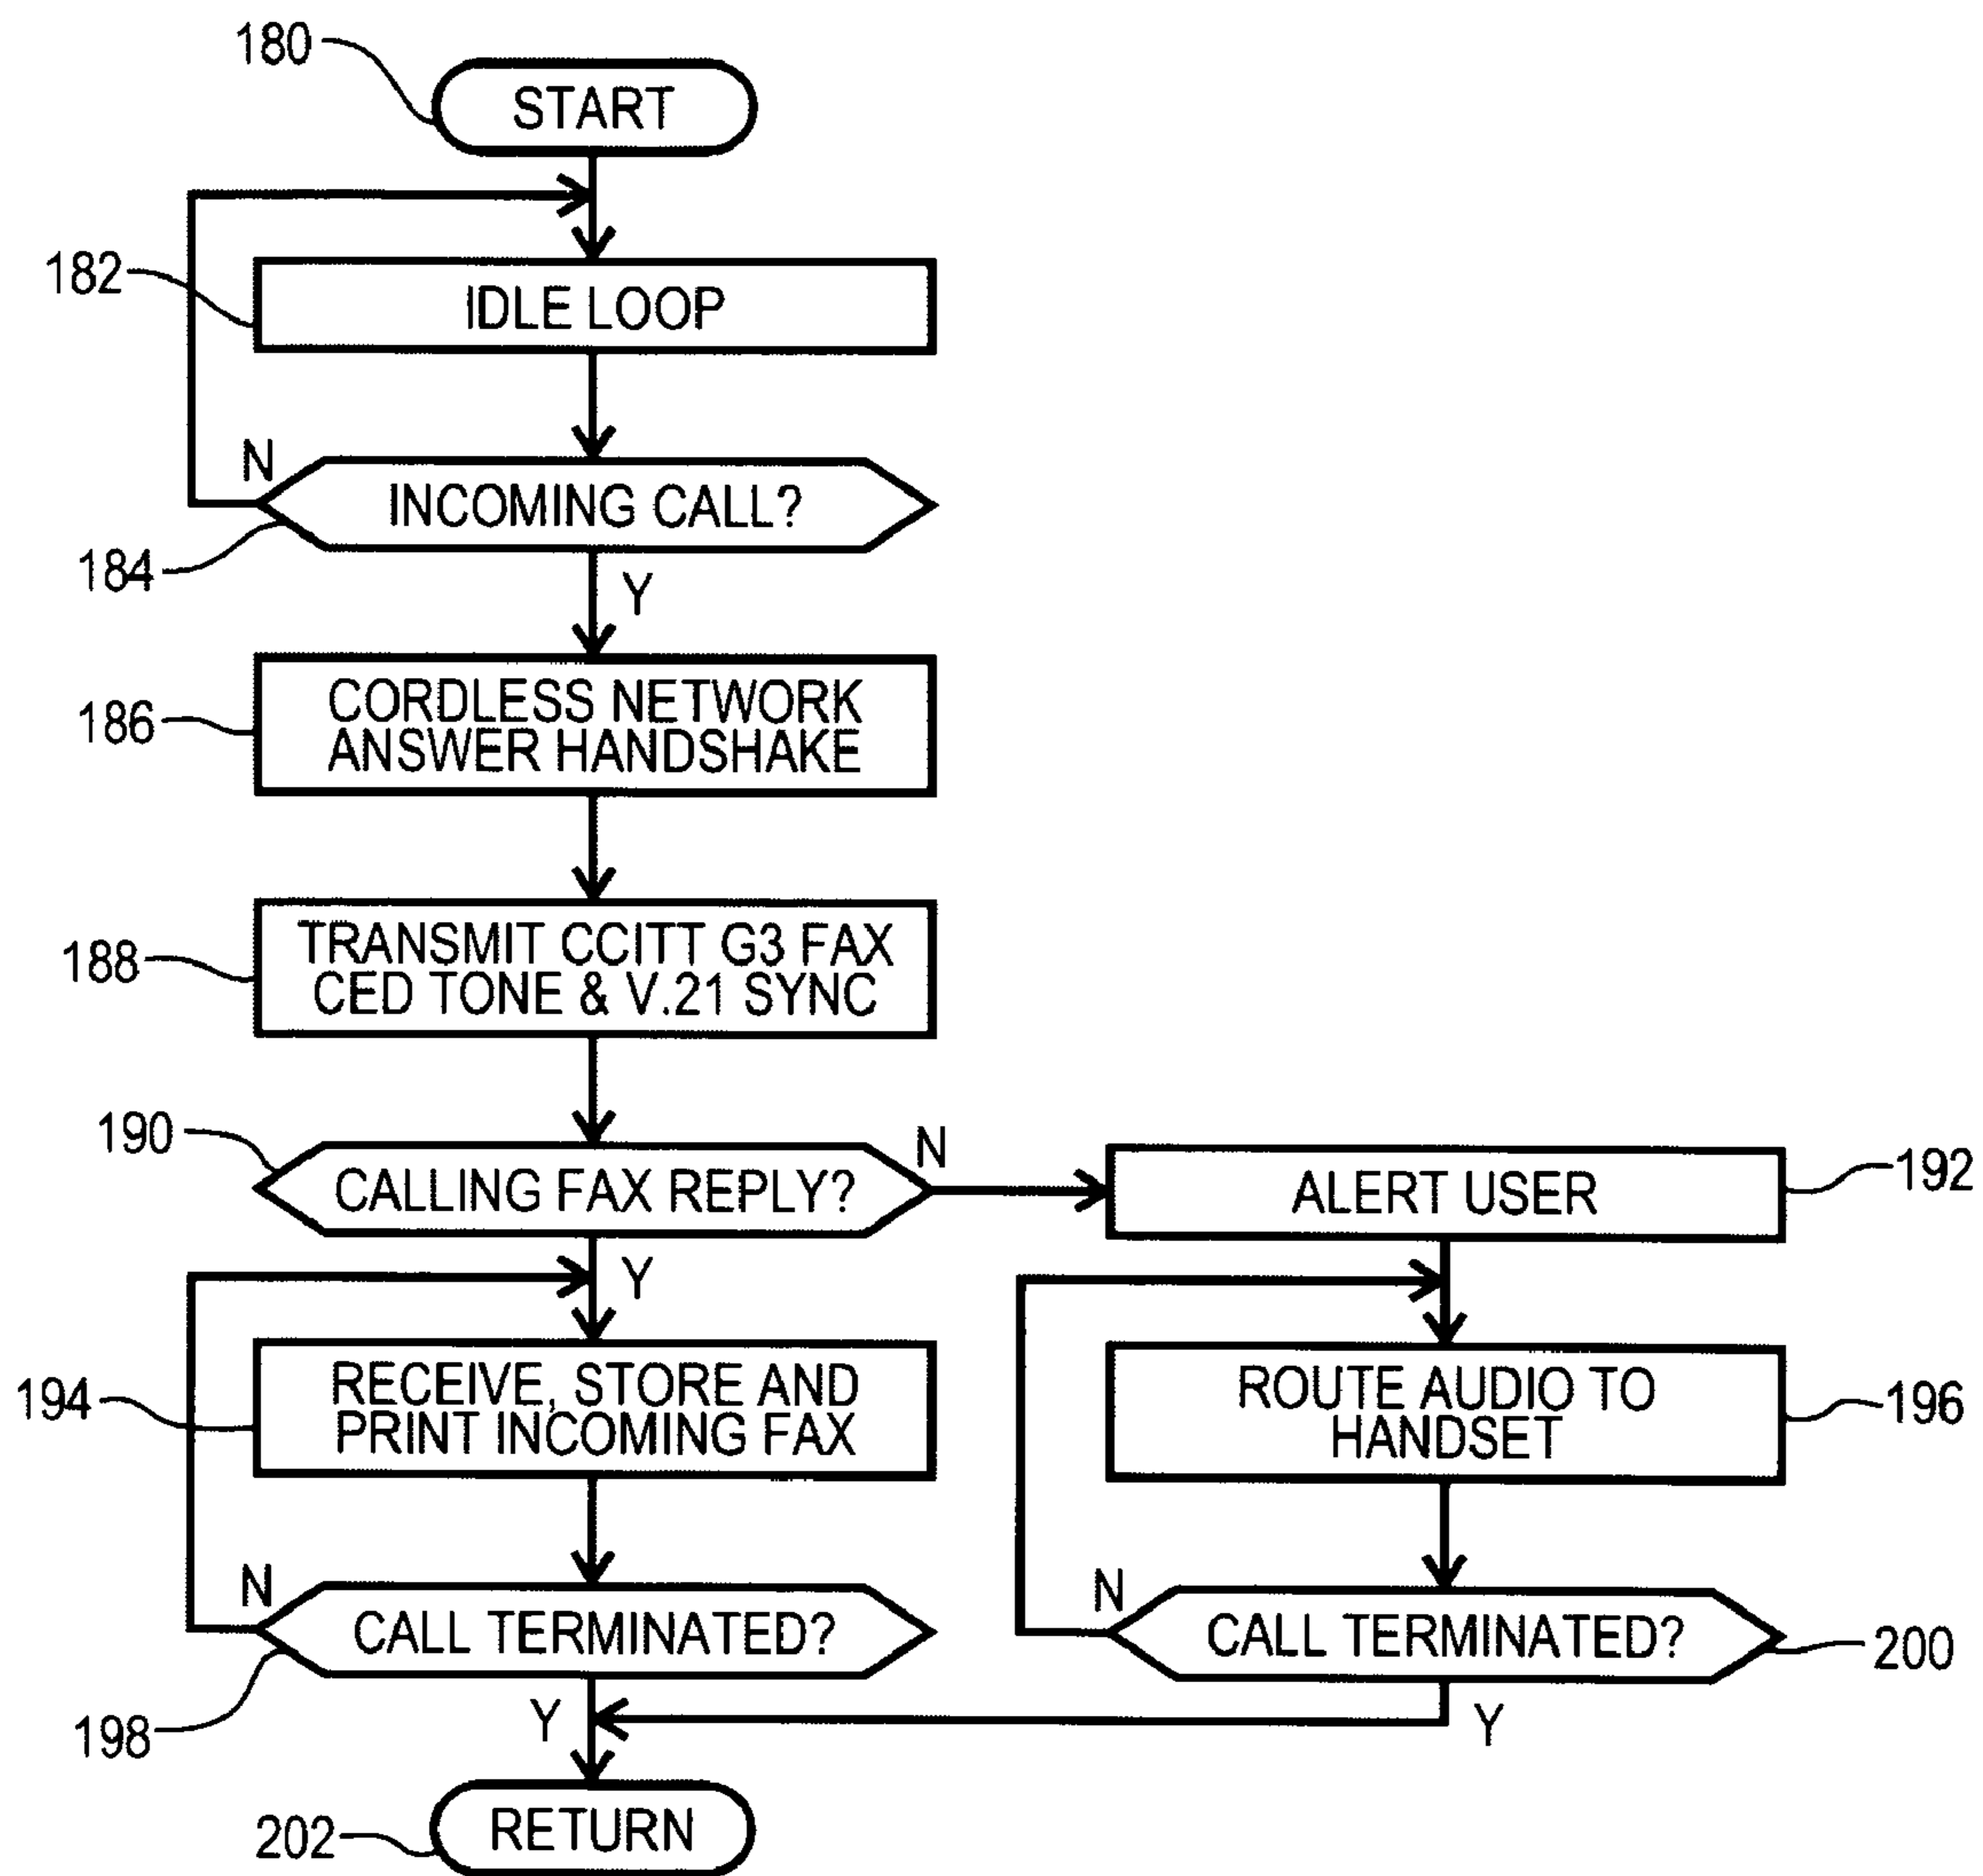 180
START
182
IDLE LOOP
N
INCOMING CALL?
184
Y
186
CORDLESS NETWORK
ANSWER HANDSHAKE
188
TRANSMIT CCITT G3 FAX
CED TONE & V.21 SYNC
190
CALLING FAX REPLY?
N
ALERT USER
192
Y
194
RECEIVE, STORE AND
PRINT INCOMING FAX
ROUTE AUDIO TO
HANDSET
196
N
CALL TERMINATED?
198
Y
N
CALL TERMINATED?
200
Y
202
RETURN